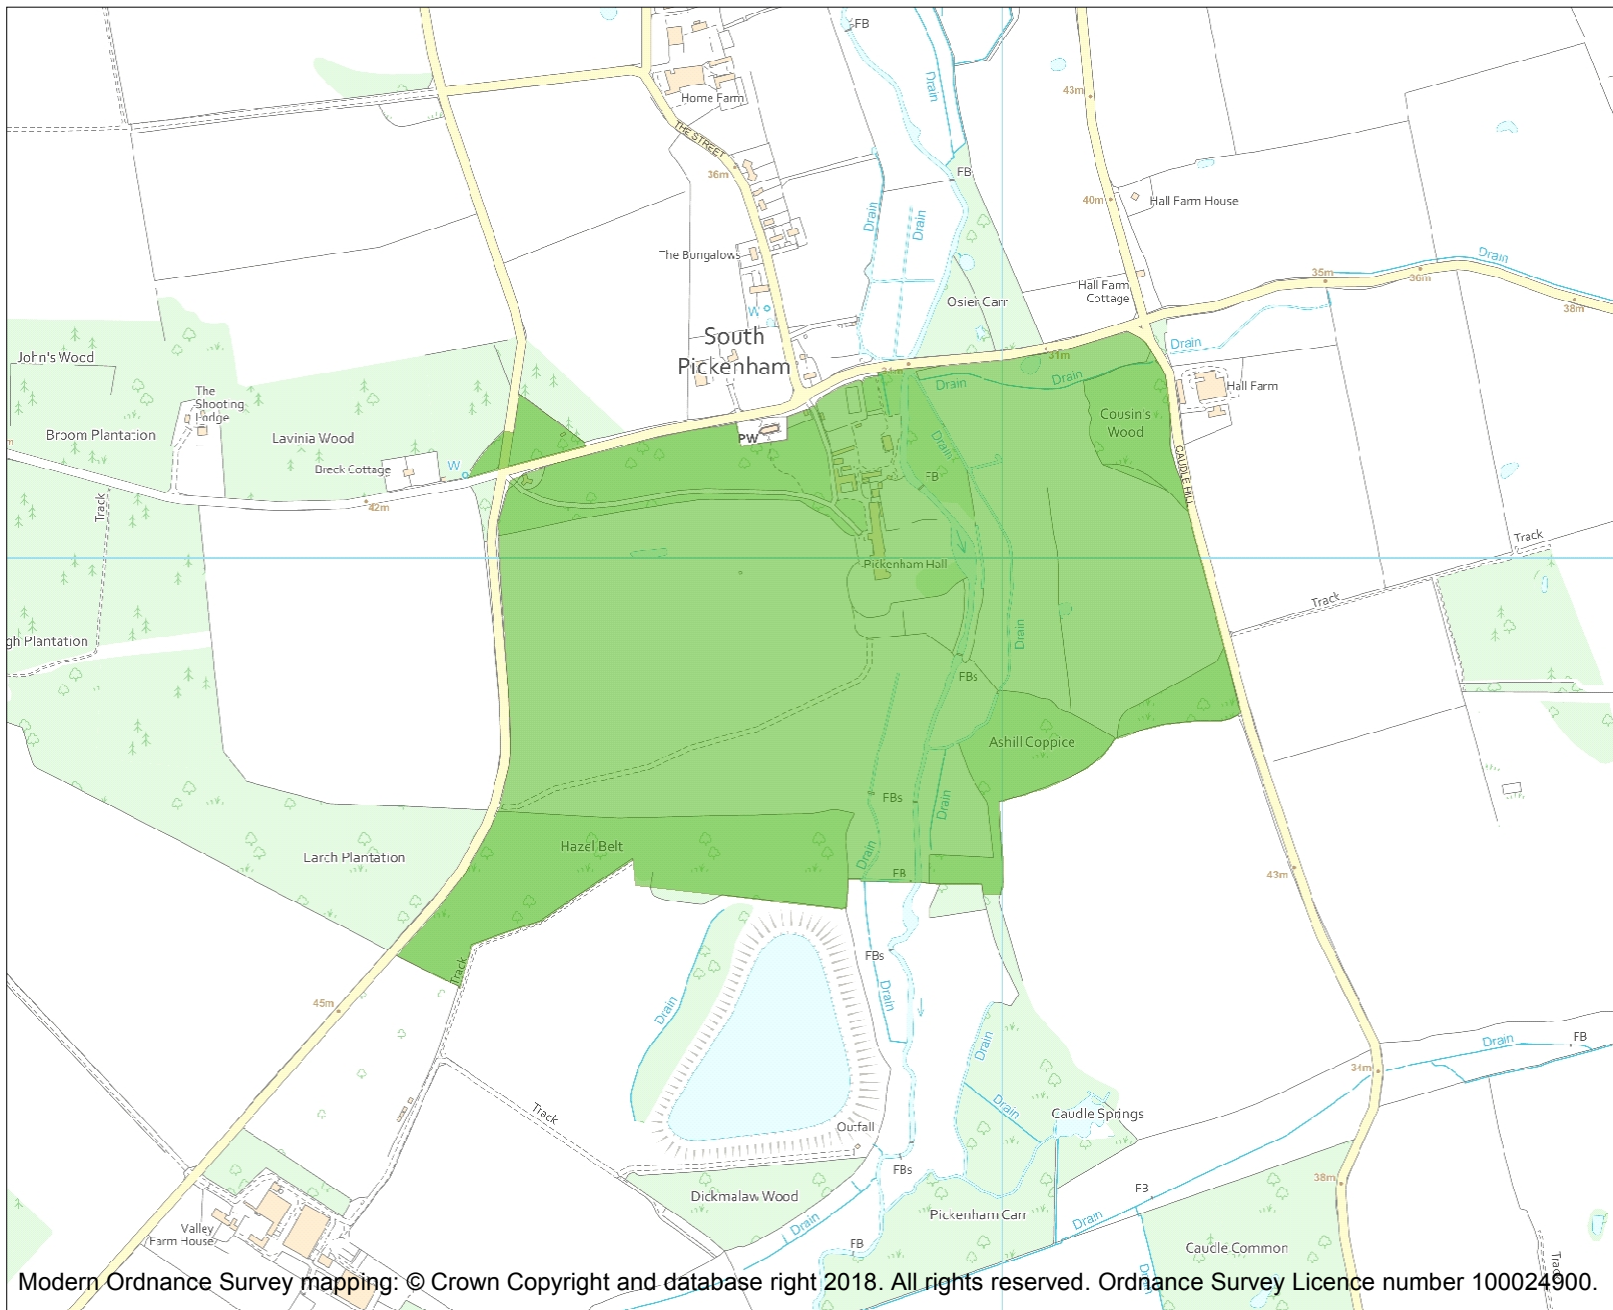 FB
Drain
Home Farm
43m
THE STREET
36m
FB
40m
Hall Farm House
Drain
Drain
The Bungalows
Drain
35m
36m
38m
Hall Farm
Cottage
Osier Carr
W
South
Pickenham
31m
Drain
John's Wood
Drain
Drain
Hall Farm
The
Shooting
Lodge
Cousin's
Wood
Broom Plantation
Lavinia Wood
PW
Drain
Breck Cottage
W
CAUDLE HILL
FB
Track
42m
Track
Pickenham Hall
Track
gh Plantation
Drain
FBs
Ashill Coppice
FBs
Drain
Hazel Belt
Larch Plantation
Drain
FB
43m
FBs
Track
Drain
45m
Drain
Drain
Drain
FB
34m
Track
Drain
Caudle Springs
Outfall
FBs
38m
FB
Dickmalaw Wood
Pickenham Carr
Drain
Drain
Valley
Farm House
FB
Caudle Common
Track
Drain
Modern Ordnance Survey mapping: © Crown Copyright and database right 2018. All rights reserved. Ordnance Survey Licence number 100024900.